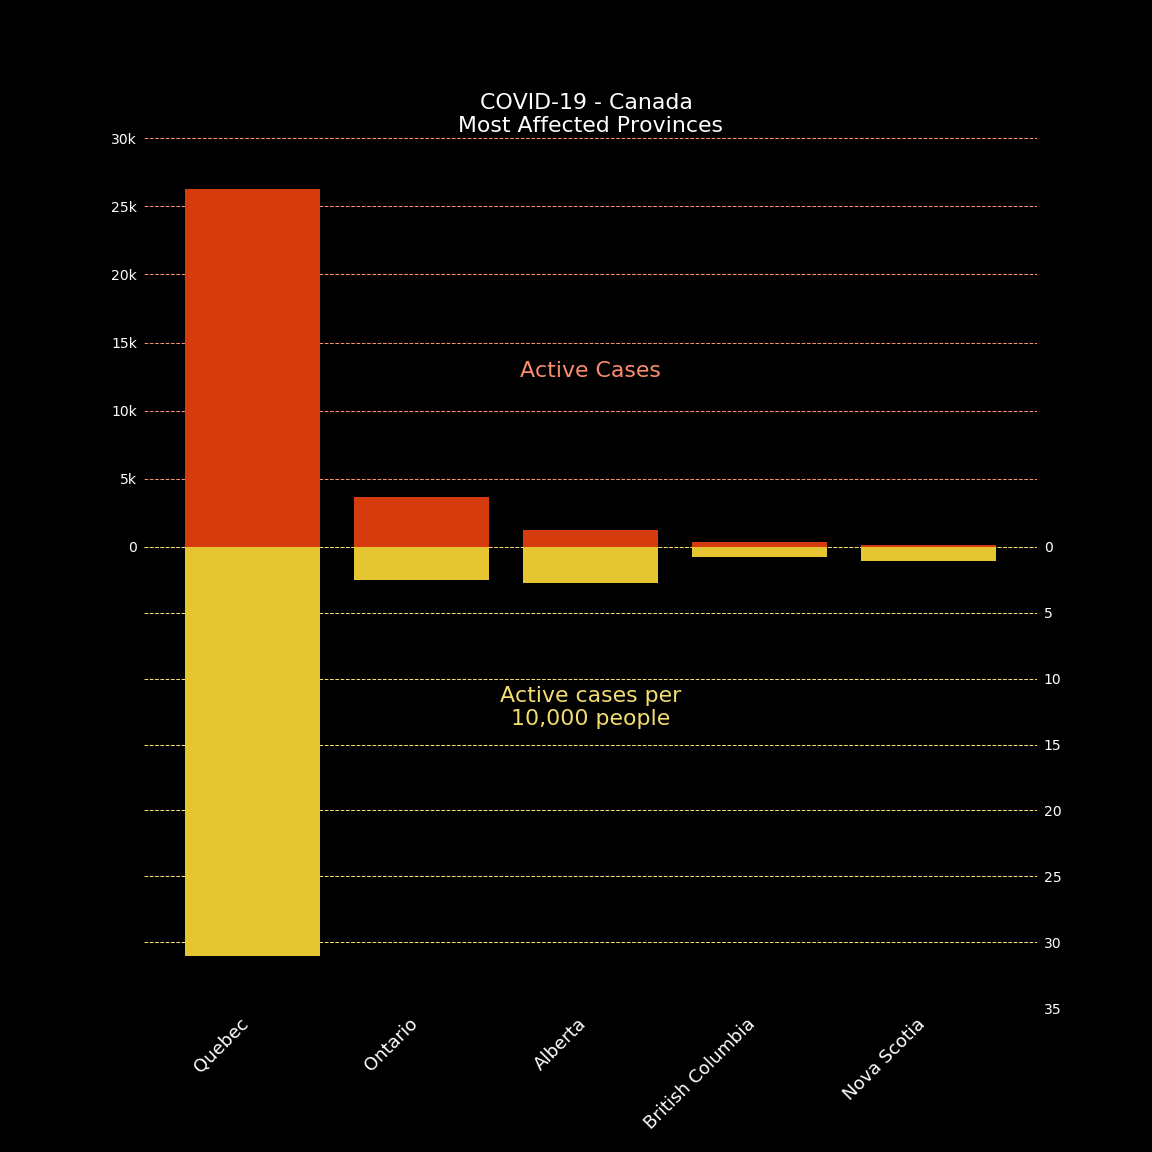 COVID-19 - Canada
Most Affected Provinces
30k
25k
20k
15k
Active Cases
10k
5k
0
0
5
10
Active cases per
10,000 people
15
20
25
30
35
Quebec
Ontario
Alberta
British Columbia
Nova Scotia